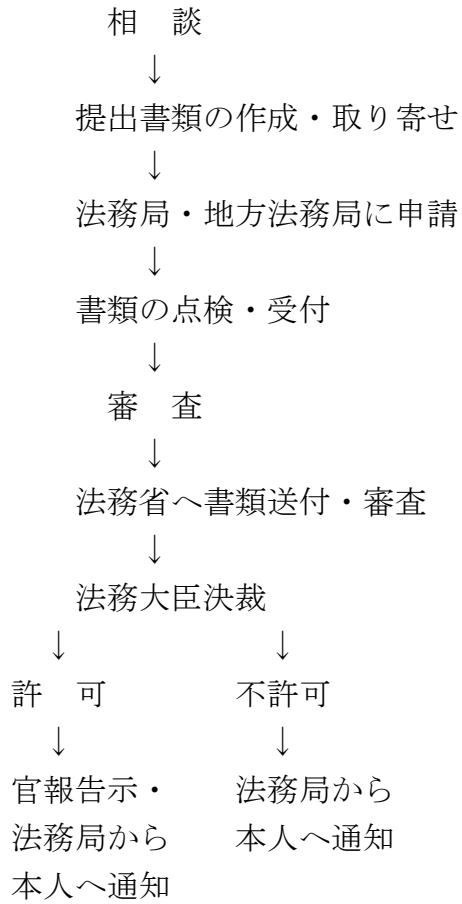 相　談
↓
提出書類の作成・取り寄せ
↓
法務局・地方法務局に申請
↓
書類の点検・受付
↓
審　査
↓
法務省へ書類送付・審査
↓
法務大臣決裁
↓　↓
許　可　不許可
↓　↓
官報告示・　法務局から
法務局から　本人へ通知
本人へ通知